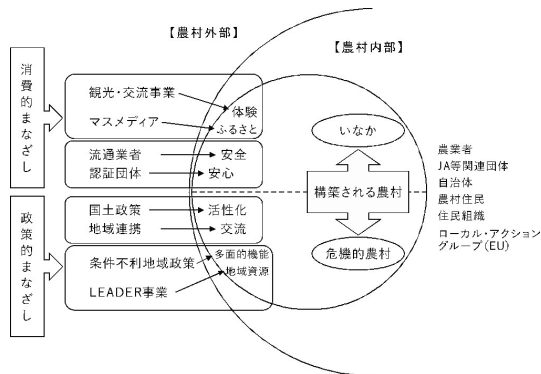 【農村外部】
【農村内部】
消費的まなざし
観光・交流事業
体験
マスメディア
ふるさと
流通業者
安全
認証団体
安心
政策的まなざし
国土政策
活性化
地域連携
交流
条件不利地域政策
多面的機能
地域資源
LEADER事業
いなか
構築される農村
危機的農村
農業者
JA等関連団体
自治体
農村住民
住民組織
ローカル・アクション
グループ(EU)